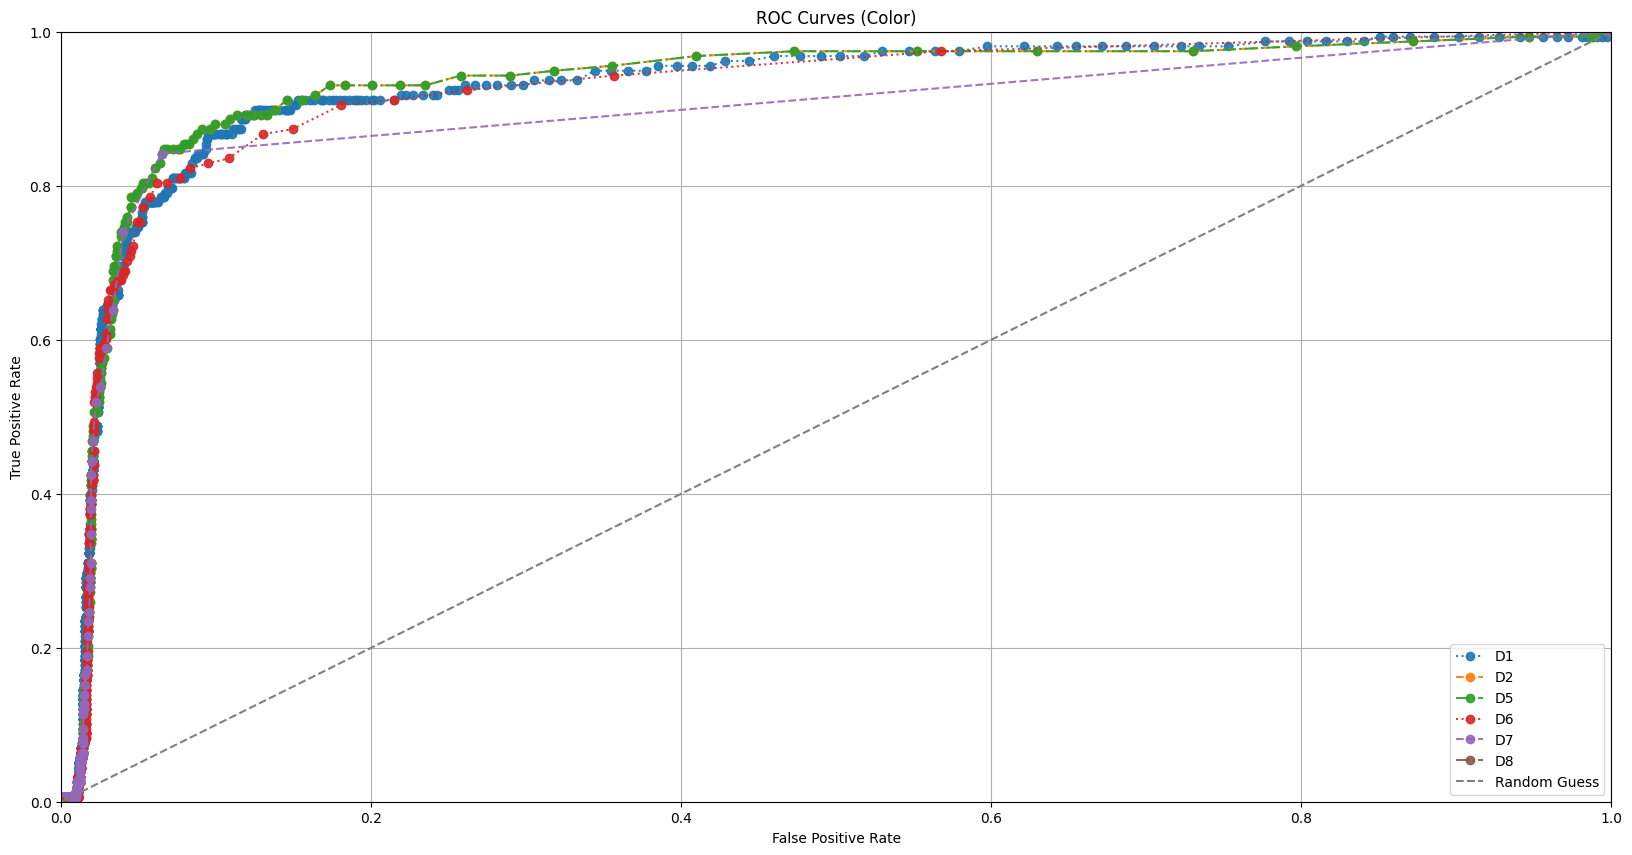 ROC Curves (Color)
True Positive Rate
1.0
0.8
0.6
0.4
0.2
0.0
0.0
0.2
0.4
0.6
0.8
1.0
False Positive Rate
D1
D2
D5
D6
D7
D8
Random Guess